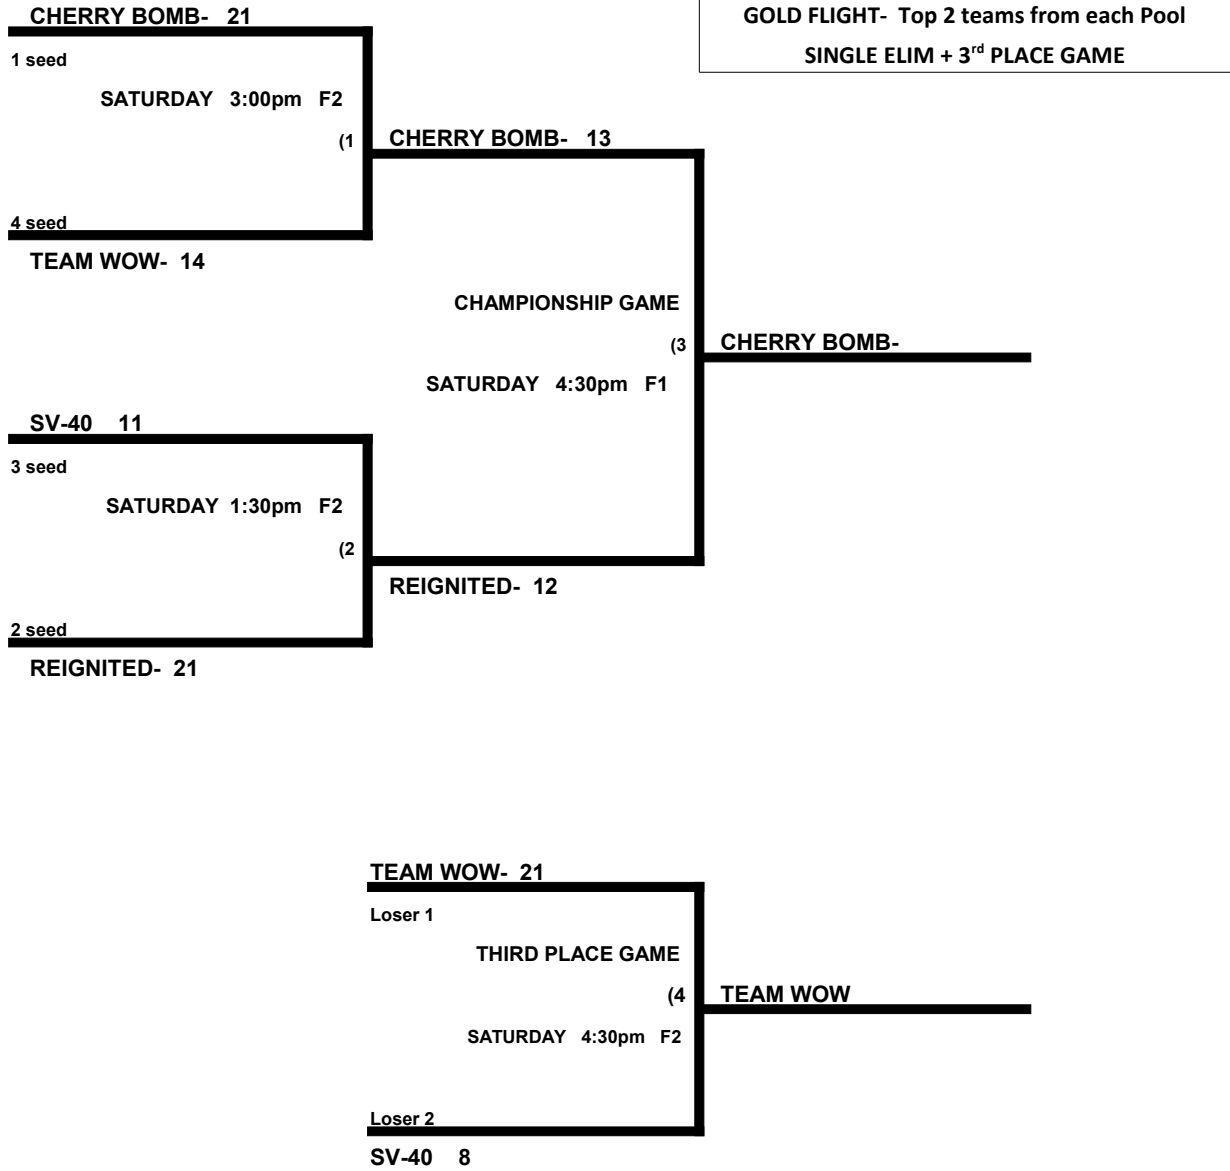 CHERRY BOMB- 21
GOLD FLIGHT- Top 2 teams from each Pool
SINGLE ELIM + 3rd PLACE GAME
1 seed
SATURDAY 3:00pm F2
(1
CHERRY BOMB- 13
4 seed
TEAM WOW- 14
CHAMPIONSHIP GAME
(3
CHERRY BOMB-
SATURDAY 4:30pm F1
SV-40 11
3 seed
SATURDAY 1:30pm F2
(2
REIGNITED- 12
2 seed
REIGNITED- 21
TEAM WOW- 21
Loser 1
THIRD PLACE GAME
(4
TEAM WOW
SATURDAY 4:30pm F2
Loser 2
SV-40 8